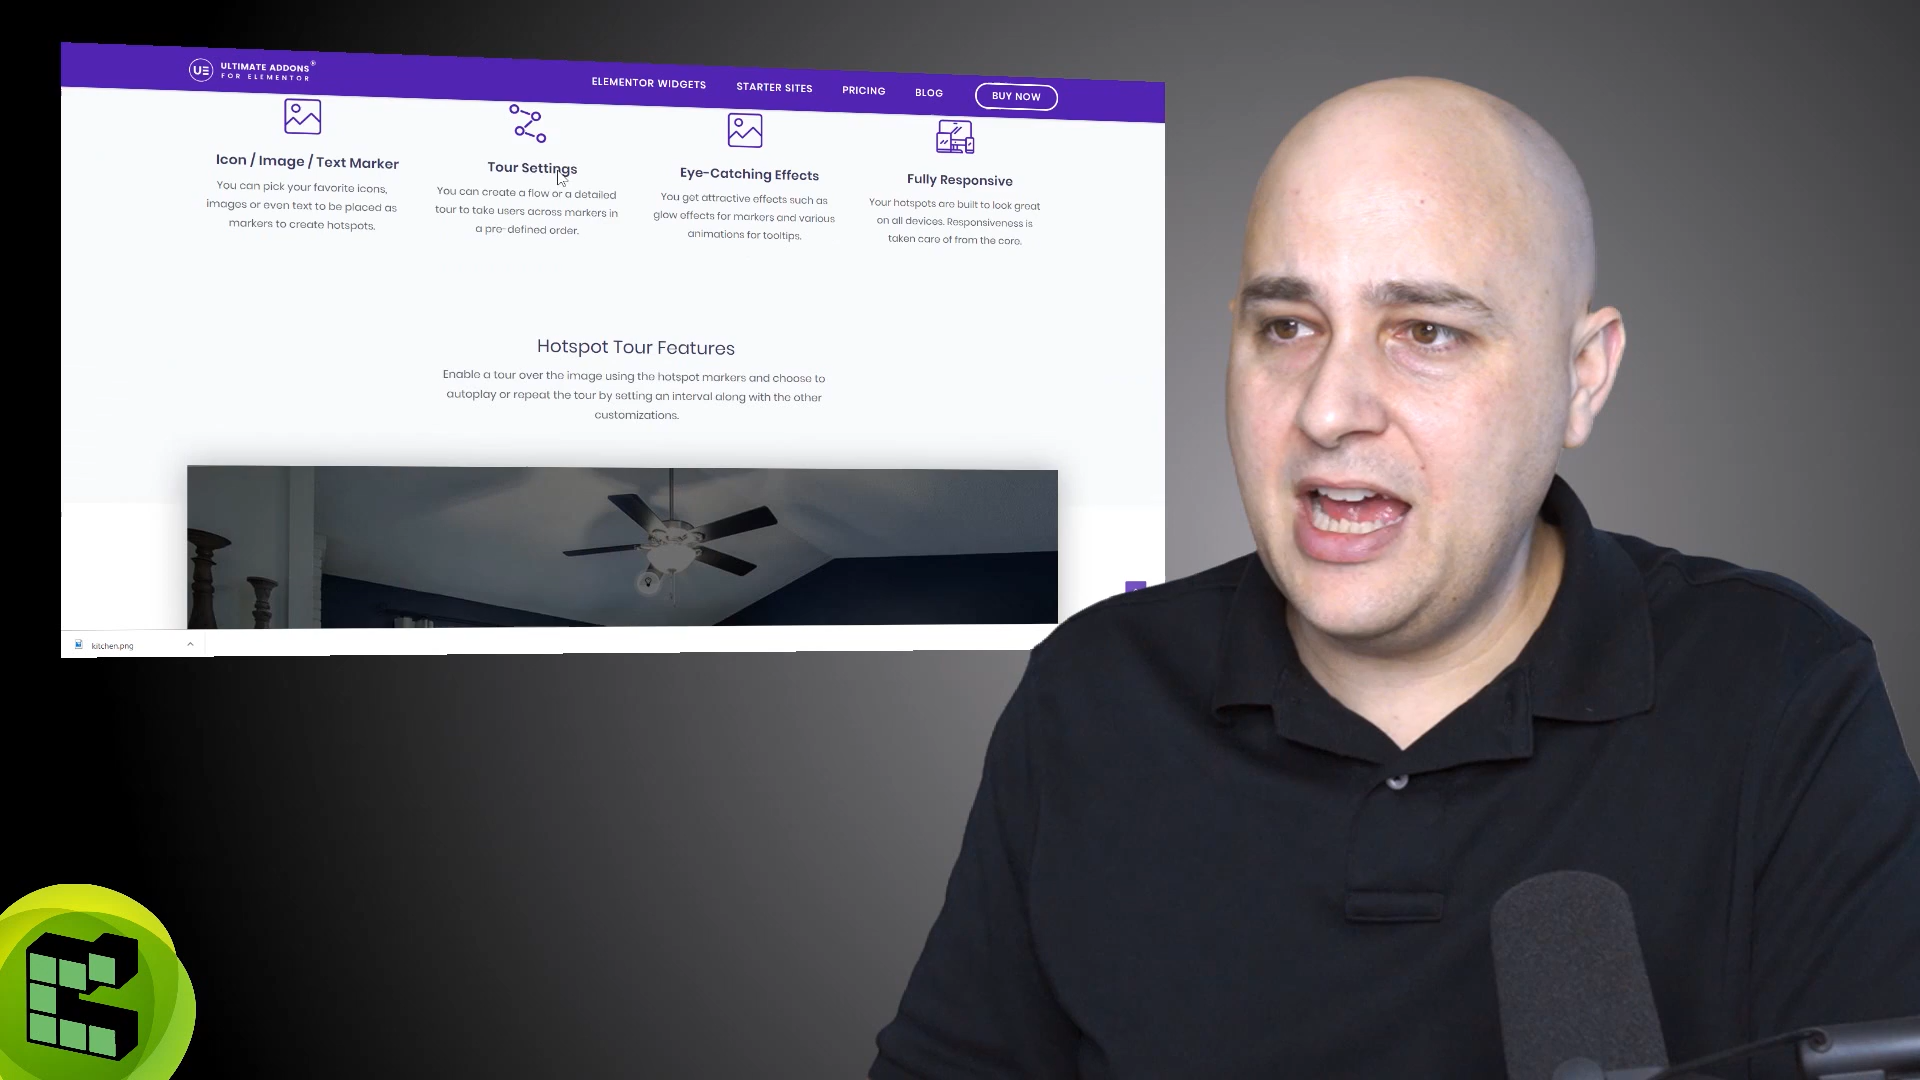 UE ULTIMATE ADDONS®
FOR ELEMENTOR
ELEMENTOR WIDGETS
STARTER SITES
PRICING
BLOG
BUY NOW
Icon / Image / Text Marker
You can pick your favorite icons,
images or even text to be placed as
markers to create hotspots.
Tour Settings
You can create a flow or a detailed
tour to take users across markers in
a pre-defined order.
Eye-Catching Effects
You get attractive effects such as
glow effects for markers and various
animations for tooltips.
Fully Responsive
Your hotspots are built to look great
on all devices. Responsiveness is
taken care of from the core.
Hotspot Tour Features
Enable a tour over the image using the hotspot markers and choose to
autoplay or repeat the tour by setting an interval along with the other
customizations.
kitchen.png